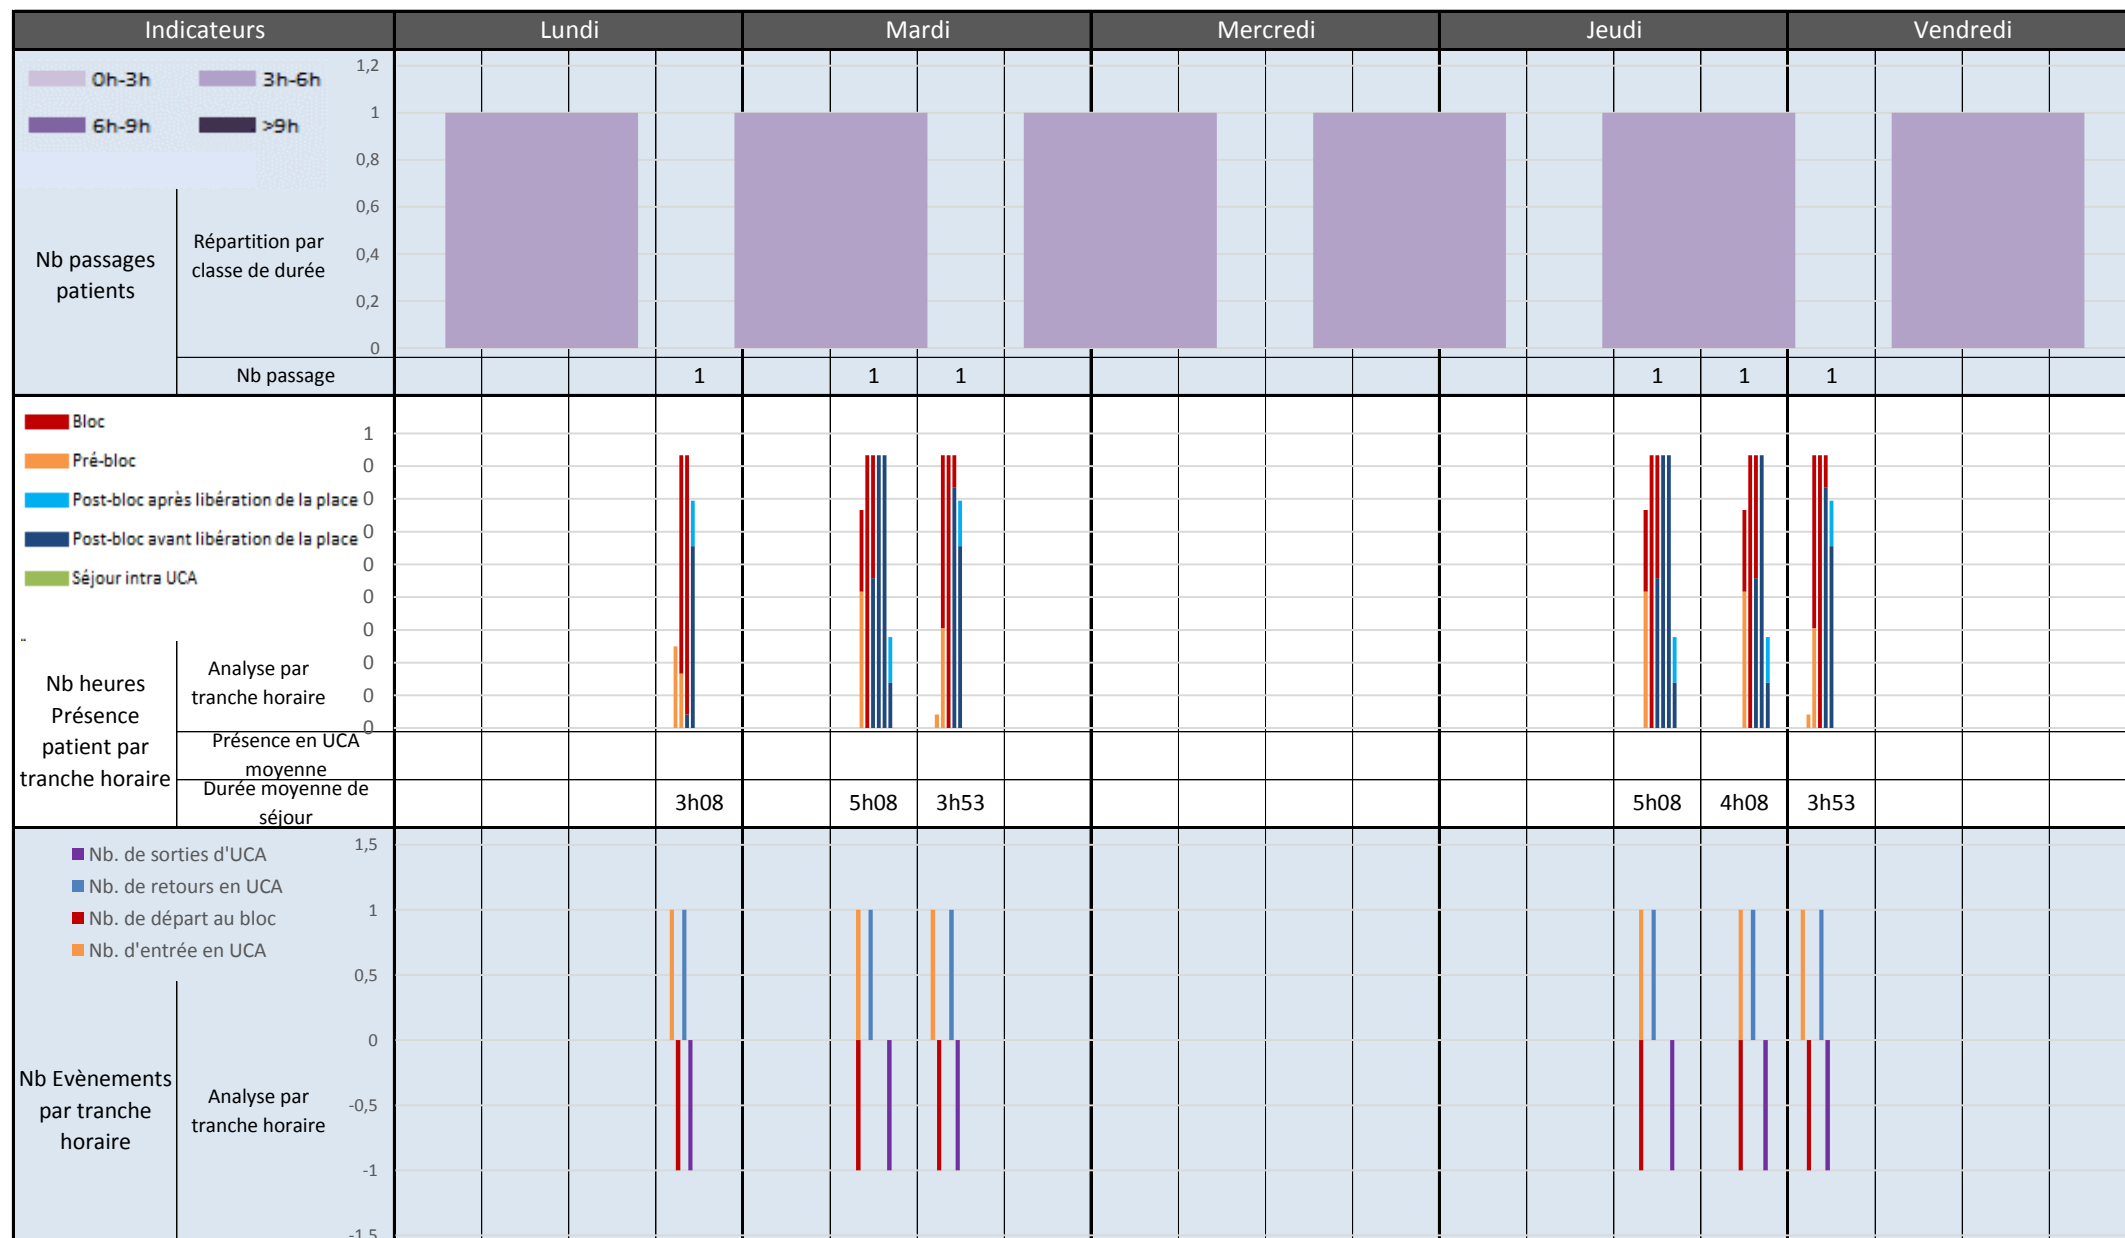 Indicateurs Lundi Mardi Mercredi Jeudi Vendredi
0h-3h 3h-6h
6h-9h >9h
1,2
1
0,8
0,6
0,4
0,2
0
Nb passages
patients
Répartition par
classe de durée
Nb passage 1 1 1 1 1 1
Bloc
Pré-bloc
Post-bloc après libération de la place
Post-bloc avant libération de la place
Séjour intra UCA
1
0
0
0
0
0
0
0
0
0
Nb heures
Présence
patient par
tranche horaire
Analyse par
tranche horaire
Présence en UCA
moyenne
Durée moyenne de
séjour
3h08 5h08 3h53 5h08 4h08 3h53
Nb. de sorties d'UCA
Nb. de retours en UCA
Nb. de départ au bloc
Nb. d'entrée en UCA
1,5
1
0,5
0
-0,5
-1
-1,5
Nb Evènements
par tranche
horaire
Analyse par
tranche horaire